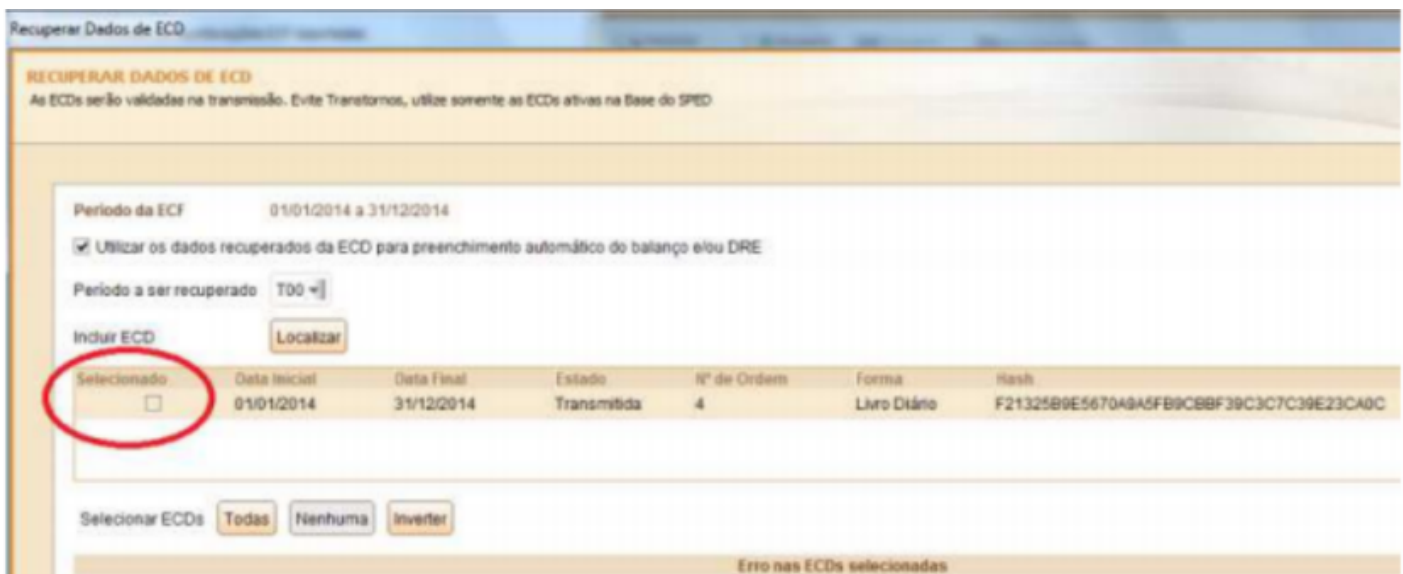 Recuperar Dados de ECD
RECUPERAR DADOS DE ECD
As ECDs serão validadas na transmissão. Evite Transtornos, utilize somente as ECDs ativas na Base do SPED
Período da ECF 01/01/2014 a 31/12/2014
Utilizar os dados recuperados da ECD para preenchimento automático do balanço e/ou DRE
Período a ser recuperado T00
Incluir ECD Localizar
Selecionado Data Inicial Data Final Estado Nº de Ordem Forma Hash
01/01/2014 31/12/2014 Transmitida 4 Livro Diário
Selecionar ECDs Todas Nenhuma Inverter
Erro nas ECDs selecionadas